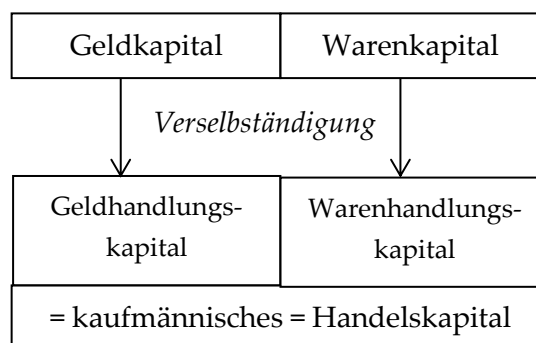 Geldkapital Warenkapital
Verselbständigung
Geldhandlungs- Warenhandlungs-
kapital kapital
= kaufmännisches = Handelskapital